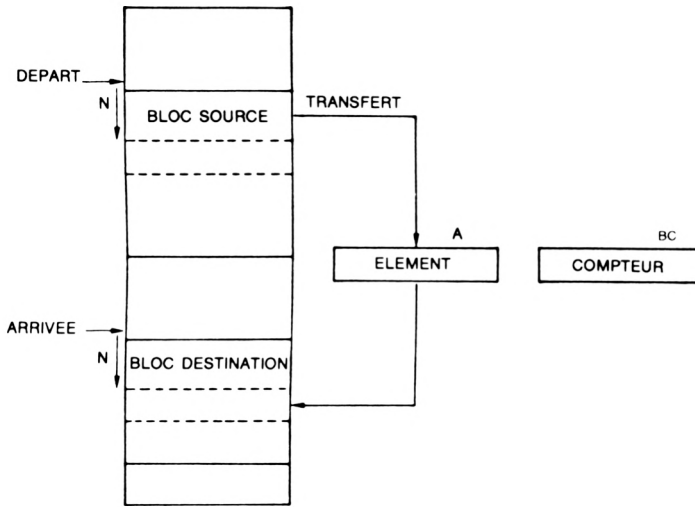 DEPART
N
BLOC SOURCE
TRANSFERT
A
BC
ELEMENT
COMPTEUR
ARRIVEE
N
BLOC DESTINATION